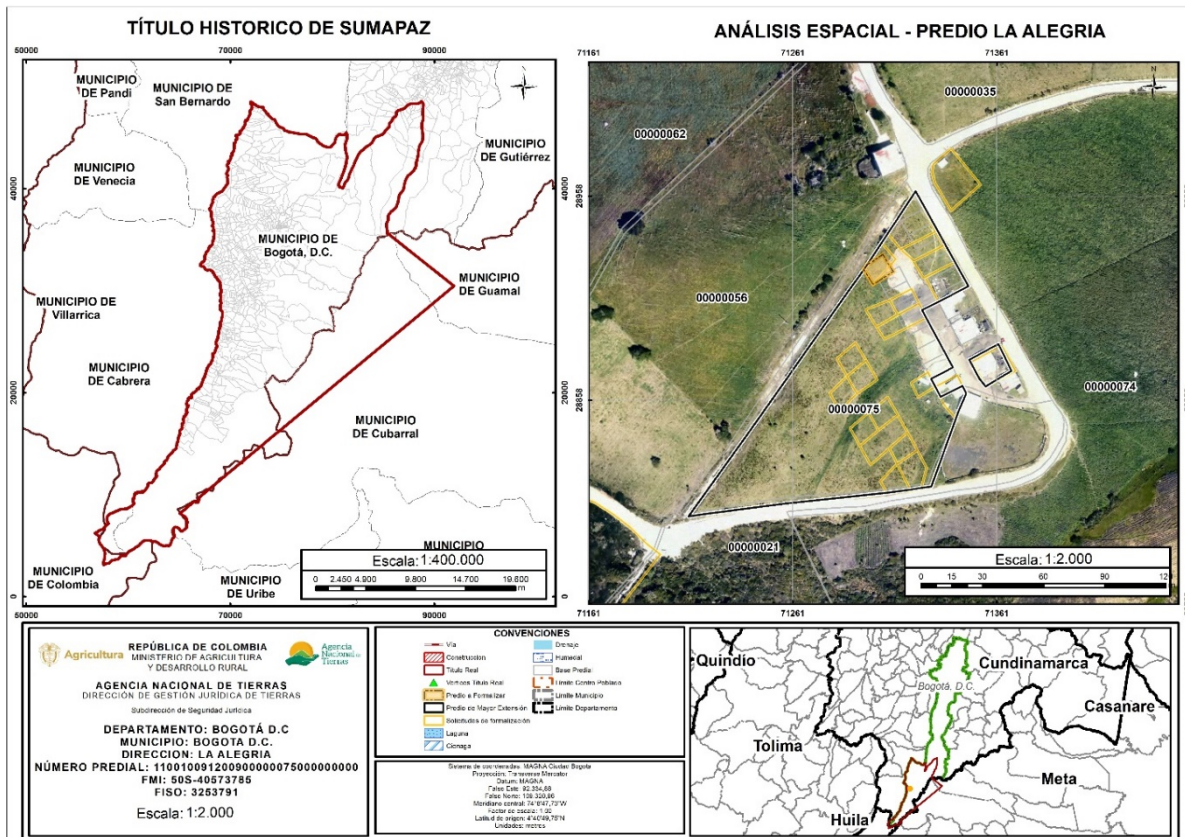 TÍTULO HISTORICO DE SUMAPAZ
50000
70000
90000
MUNICIPIO
DE Pandi
MUNICIPIO DE
San Bernardo
MUNICIPIO
DE Gutiérrez
MUNICIPIO
DE Venecia
40000
MUNICIPIO DE
Bogotá, D.C.
MUNICIPIO
DE Guamal
MUNICIPIO DE
Villarrica
MUNICIPIO
DE Cabrera
20000
MUNICIPIO
DE Cubarral
MUNICIPIO
DE Colombia
MUNICIPIO
DE Uribe
MUNICIPIO
Escala: 1:400.000
0 2.450 4.900 9.800 14.700 19.600
m
0
50000
70000
90000
ANÁLISIS ESPACIAL - PREDIO LA ALEGRIA
71161
71261
71361
N
00000035
00000062
28958
00000056
00000074
28858
00000075
00000021
Escala: 1:2.000
0 15 30 60 90 120
71161
71261
71361
Agricultura
REPÚBLICA DE COLOMBIA
MINISTERIO DE AGRICULTURA
Y DESARROLLO RURAL
Agencia
Nacional de
Tierras
AGENCIA NACIONAL DE TIERRAS
DIRECCIÓN DE GESTIÓN JURÍDICA DE TIERRAS
Subdirección de Seguridad Jurídica
DEPARTAMENTO: BOGOTÁ D.C
MUNICIPIO: BOGOTA D.C.
DIRECCION: LA ALEGRIA
NÚMERO PREDIAL: 110010091200900000075000000000
FMI: 50S-40573785
FISO: 3253791
Escala: 1:2.000
CONVENCIONES
Vía
Construccion
Titulo Real
Vertices Titulo Real
Predio a Formalizar
Predio de Mayor Extensión
Solicitudes de formalización
Laguna
Cienaga
Drenaje
Humedal
Base Predial
Limite Centro Poblado
Limite Municipio
Limite Departamento
Sistema de coordenadas: MAGNA Ciudad Bogota
Proyección: Transverse Mercator
Datum: MAGNA
Unidades: metros
Quindío
Cundinamarca
Bogotá, D.C.
Casanare
Tolima
Meta
Huila